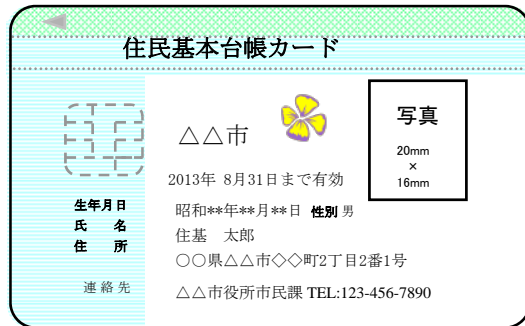 住民基本台帳カード
写真
20mm
×
16mm
△△市
2013年 8月31日まで有効
生年月日 昭和**年**月**日 性別 男
氏 名 住基 太郎
住 所 〇〇県△△市◇◇町2丁目2番1号
連絡先 △△市役所市民課 TEL:123-456-7890